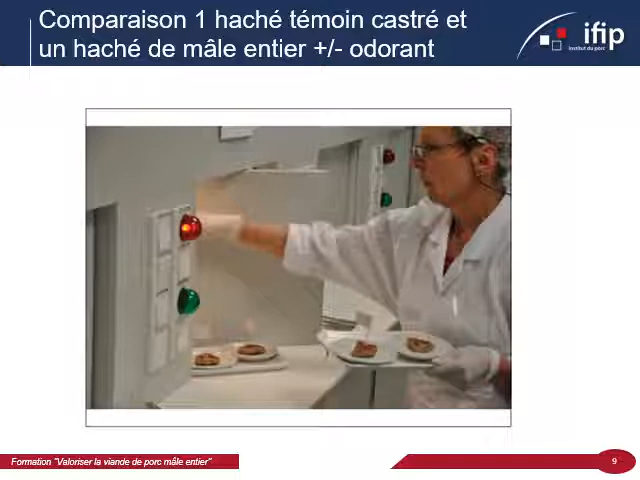 Comparaison 1 haché témoin castré et
un haché de mâle entier +/- odorant
ifip
Institut du porc
Formation "Valoriser la viande de porc mâle entier"
9